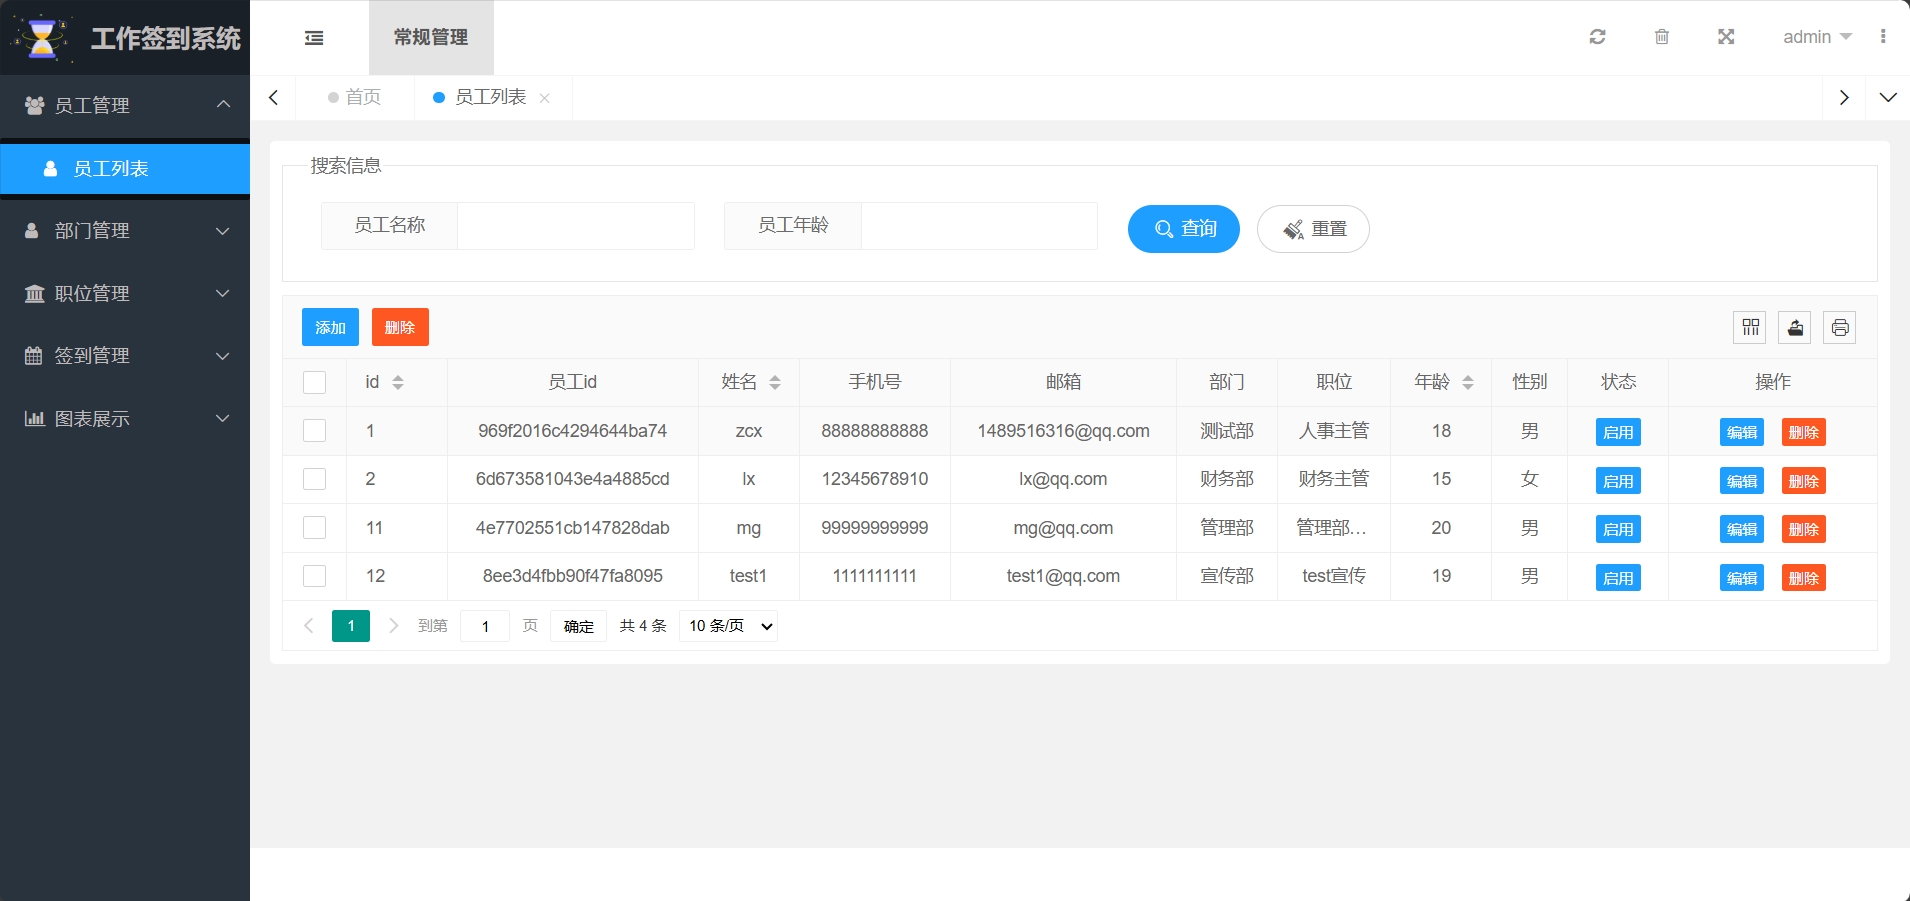 工作签到系统
常规管理
admin
员工管理
员工列表
部门管理
职位管理
签到管理
图表展示
首页
员工列表
搜索信息
员工名称
员工年龄
查询
重置
添加
删除
id 员工id 姓名 手机号 邮箱 部门 职位 年龄 性别 状态 操作
1 969f2016c4294644ba74 zcx 88888888888 1489516316@qq.com 测试部 人事主管 18 男 启用 编辑 删除
2 6d673581043e4a4885cd lx 12345678910 lx@qq.com 财务部 财务主管 15 女 启用 编辑 删除
11 4e7702551cb147828dab mg 99999999999 mg@qq.com 管理部 管理部... 20 男 启用 编辑 删除
12 8ee3d4fbb90f47fa8095 test1 1111111111 test1@qq.com 宣传部 test宣传 19 男 启用 编辑 删除
1 到第 1 页 确定 共 4 条 10 条/页